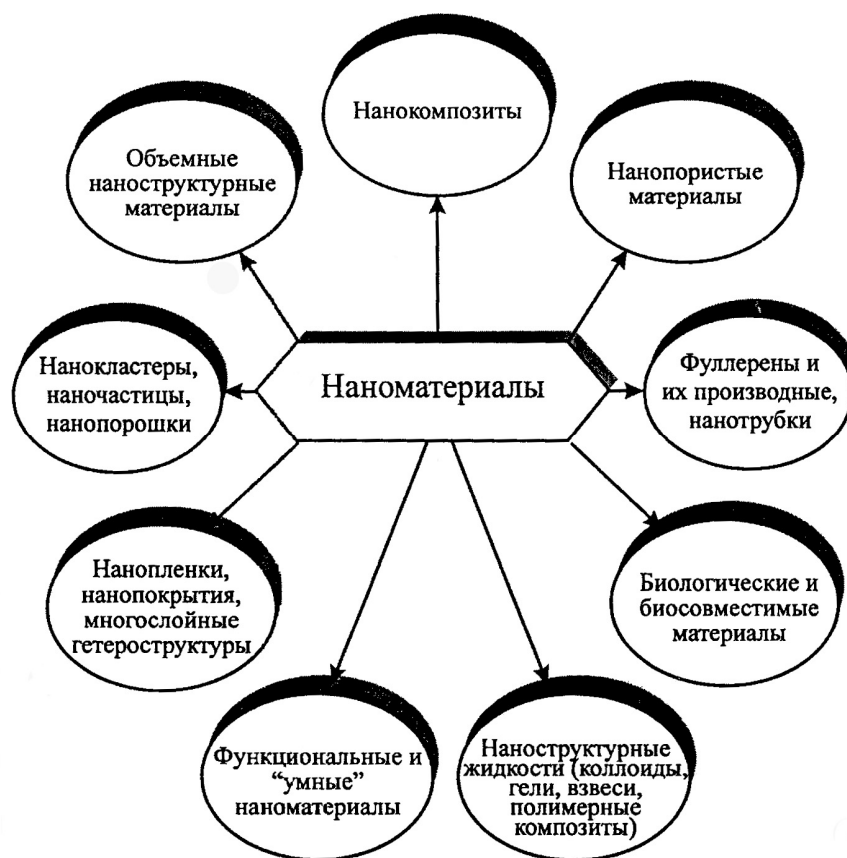 Нанокомпозиты
Объемные
наноструктурные
материалы
Нанопористые
материалы
Нанокластеры,
наночастицы,
нанопорошки
Наноматериалы
Фуллерены и
их производные,
нанотрубки
Нанопленки,
нанопокрытия,
многослойные
гетероструктуры
Биологические и
биосовместимые
материалы
Функциональные и
“умные”
наноматериалы
Наноструктурные
жидкости (коллоиды,
гели, взвеси,
полимерные
композиты)